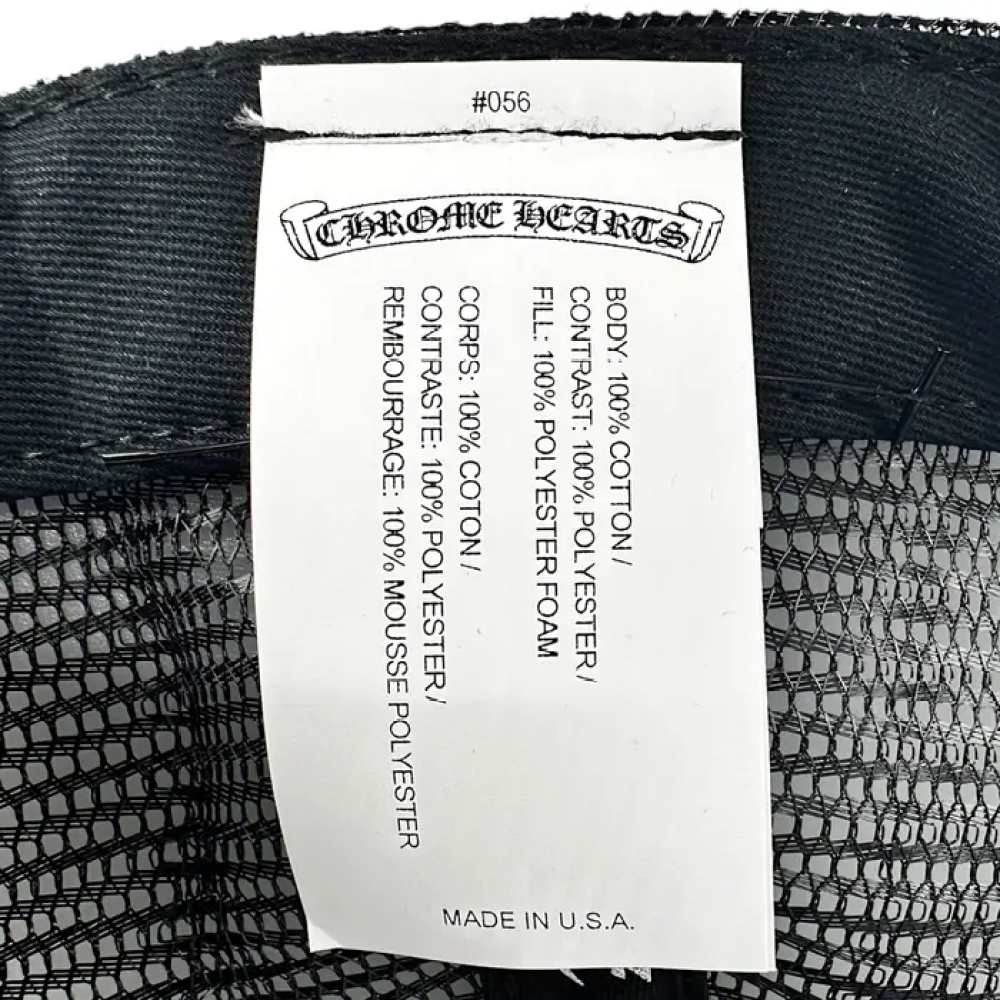 #056
CHROME HEARTS
BODY: 100% COTTON /
CONTRAST: 100% POLYESTER /
FILL: 100% POLYESTER FOAM
CORPS: 100% COTON /
CONTRASTE: 100% POLYESTER /
REMBOURRAGE: 100% MOUSSE POLYESTER
MADE IN U.S.A.